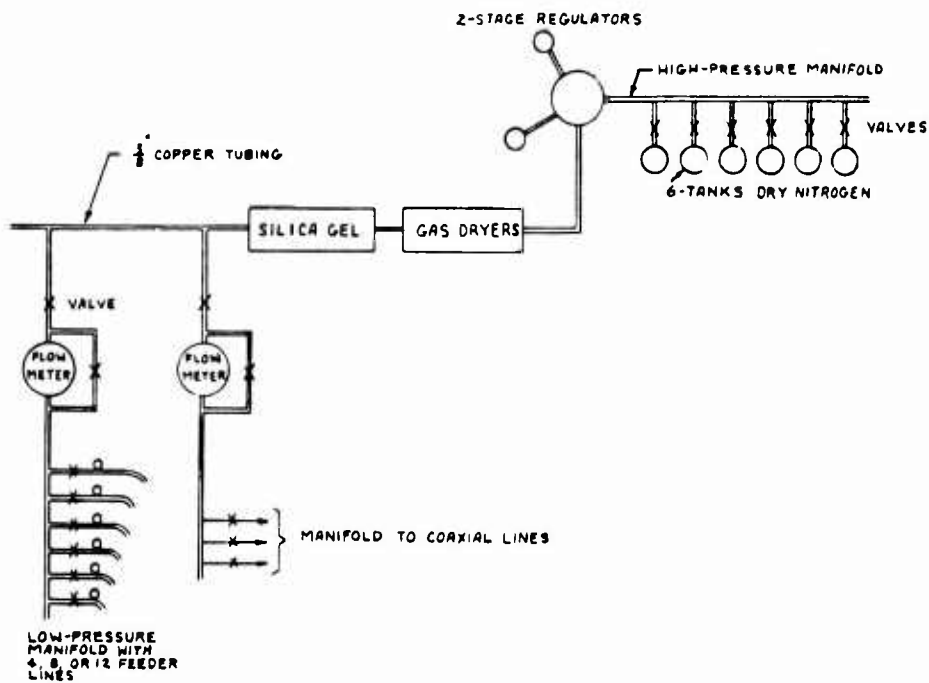 2-STAGE REGULATORS
HIGH-PRESSURE MANIFOLD
VALVES
6-TANKS DRY NITROGEN
COPPER TUBING
SILICA GEL
GAS DRYERS
VALVE
FLOW
METER
FLOW
METER
MANIFOLD TO COAXIAL LINES
LOW-PRESSURE
MANIFOLD WITH
4, 8, OR 12 FEEDER
LINES